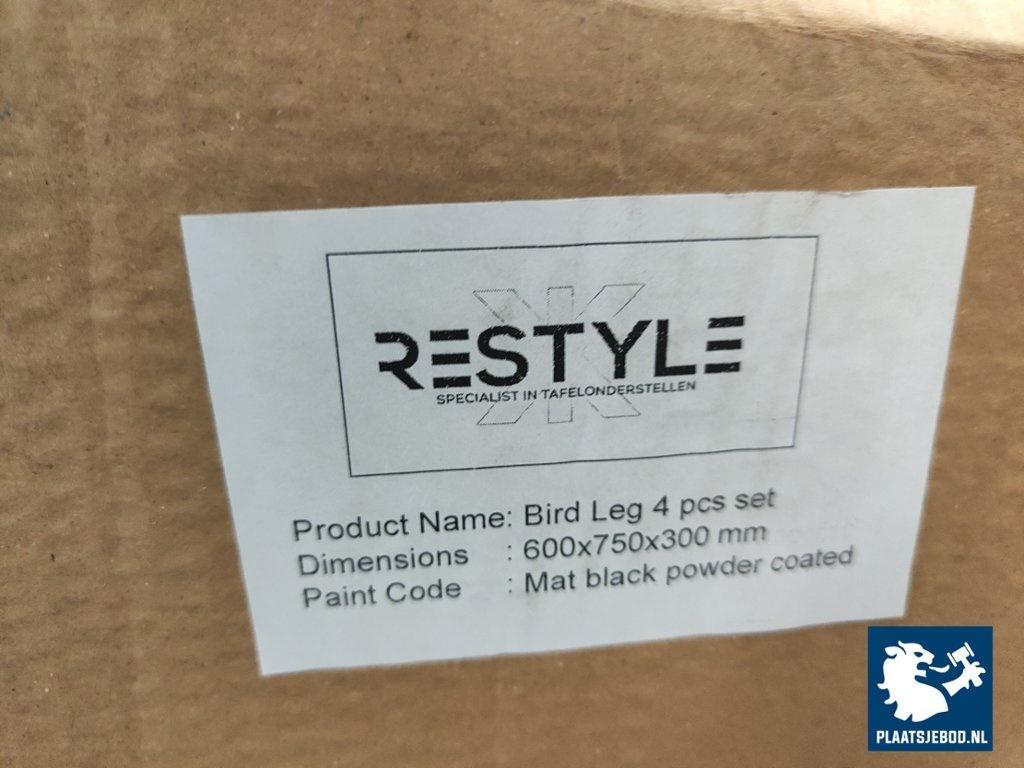 RESTYLE
SPECIALIST IN TAFELONDERSTELLEN
Product Name: Bird Leg 4 pcs set
Dimensions : 600x750x300 mm
Paint Code : Mat black powder coated
PLAATSJEBOD.NL